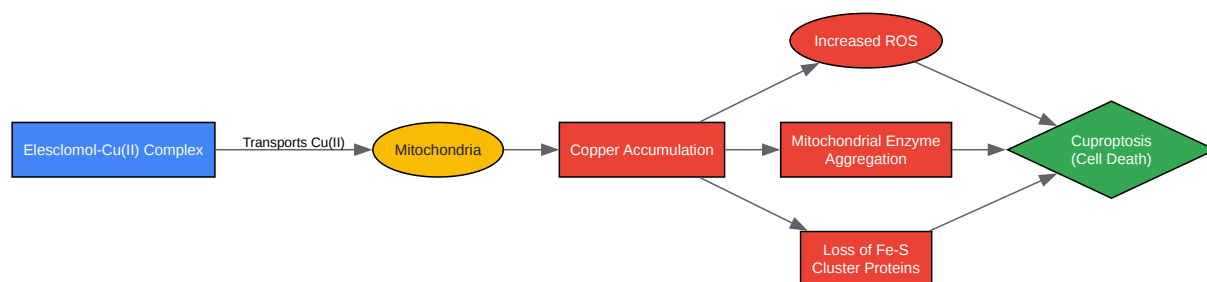 Elesclomol-Cu(II) Complex
Transports Cu(II)
Mitochondria
Copper Accumulation
Increased ROS
Mitochondrial Enzyme
Aggregation
Loss of Fe-S
Cluster Proteins
Cuproptosis
(Cell Death)